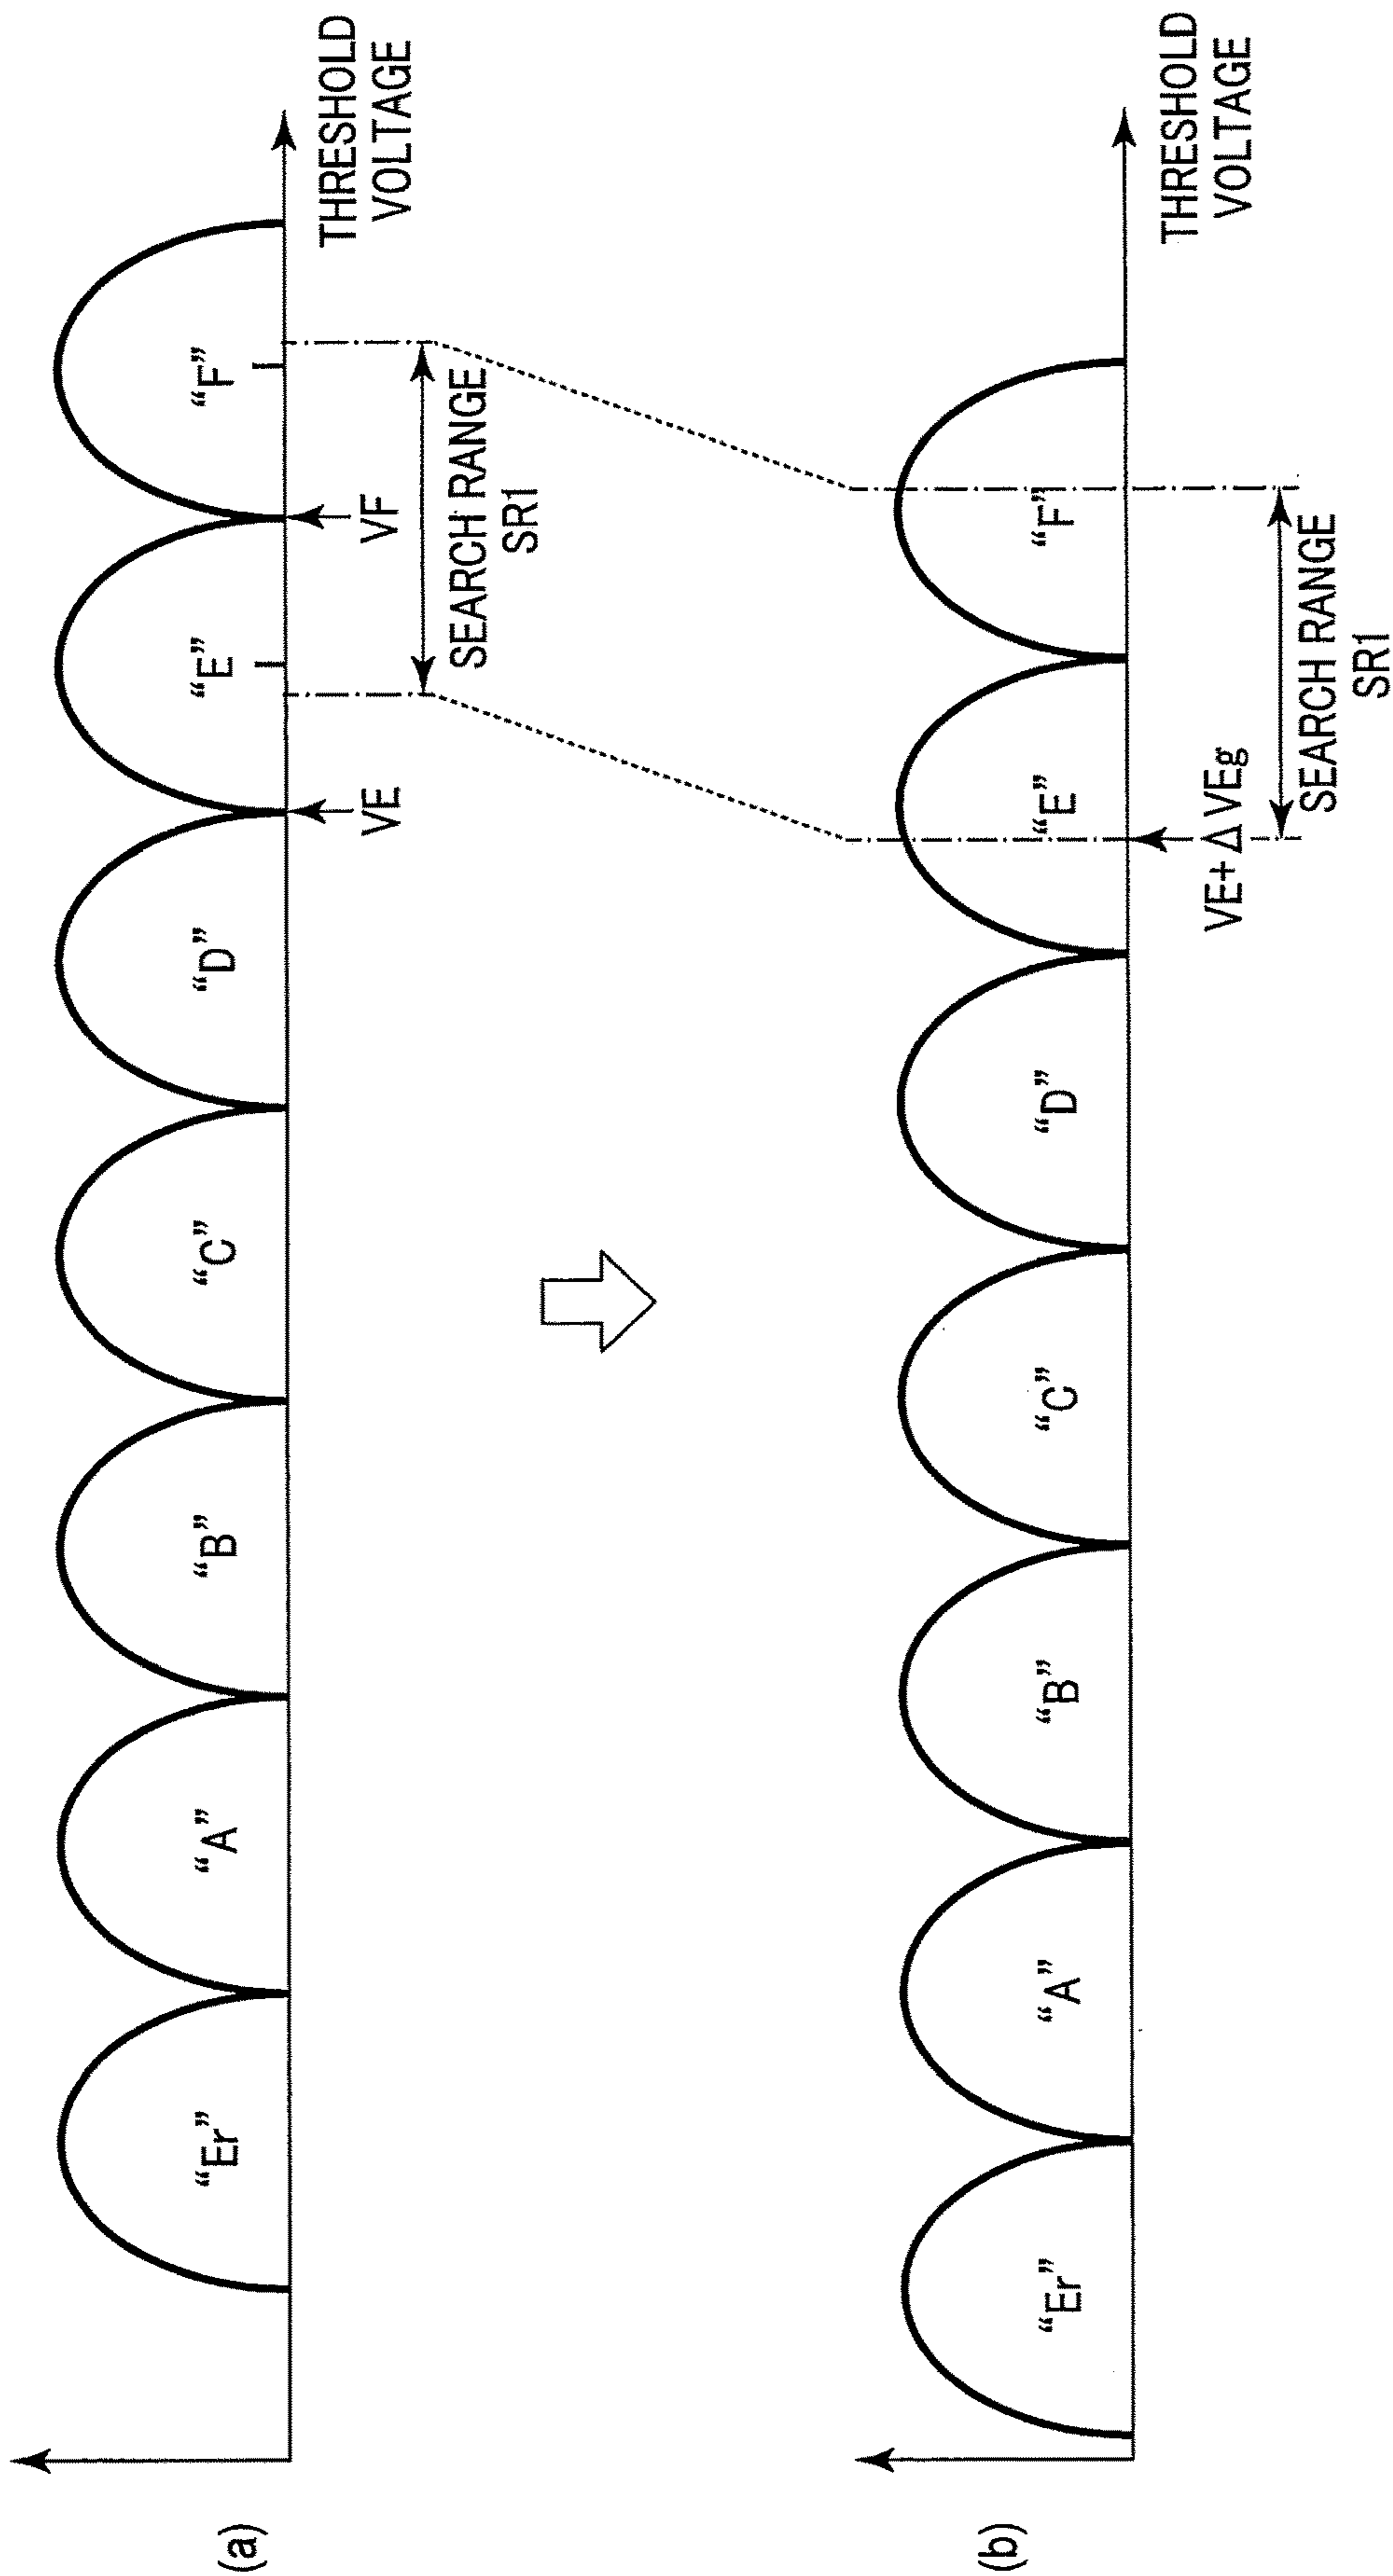 (a)
“Er”
“A”
“B”
“C”
“D”
“E”
“F”
VE
VF
THRESHOLD
VOLTAGE
SEARCH RANGE
SR1
(b)
“Er”
“A”
“B”
“C”
“D”
“E”
“F”
THRESHOLD
VOLTAGE
VE+ΔVEg
SEARCH RANGE
SR1